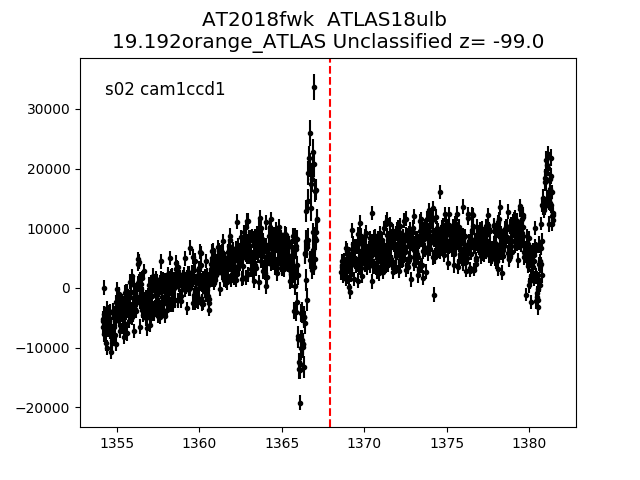 AT2018fwk  ATLAS18ulb
19.192orange_ATLAS Unclassified z= -99.0
s02 cam1ccd1
30000
20000
10000
0
−10000
−20000
1355 1360 1365 1370 1375 1380